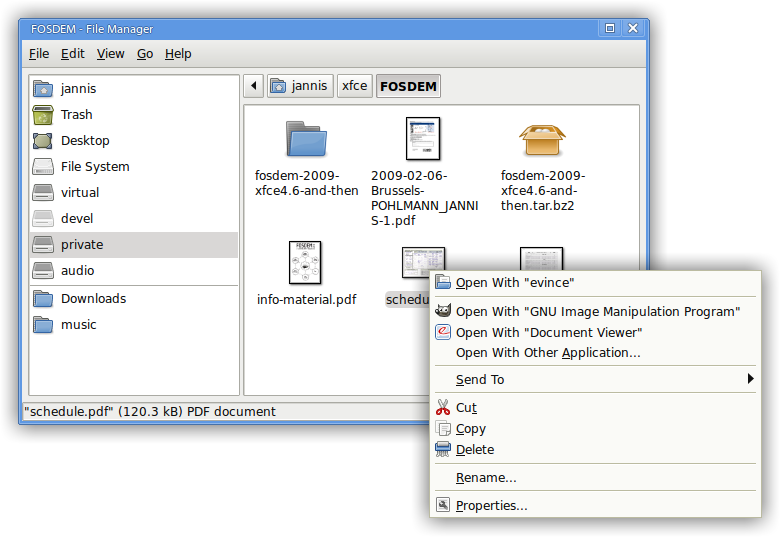 FOSDEM - File Manager
File Edit View Go Help
jannis
Trash
Desktop
File System
virtual
devel
private
audio
Downloads
music
jannis xfce FOSDEM
fosdem-2009-
xfce4.6-and-then
2009-02-06-
Brussels-
POHLMANN_JANNI
S-1.pdf
fosdem-2009-
xfce4.6-and-
then.tar.bz2
info-material.pdf
schedu
Open With "evince"
Open With "GNU Image Manipulation Program"
Open With "Document Viewer"
Open With Other Application...
Send To
Cut
Copy
Delete
Rename...
Properties...
"schedule.pdf" (120.3 kB) PDF document